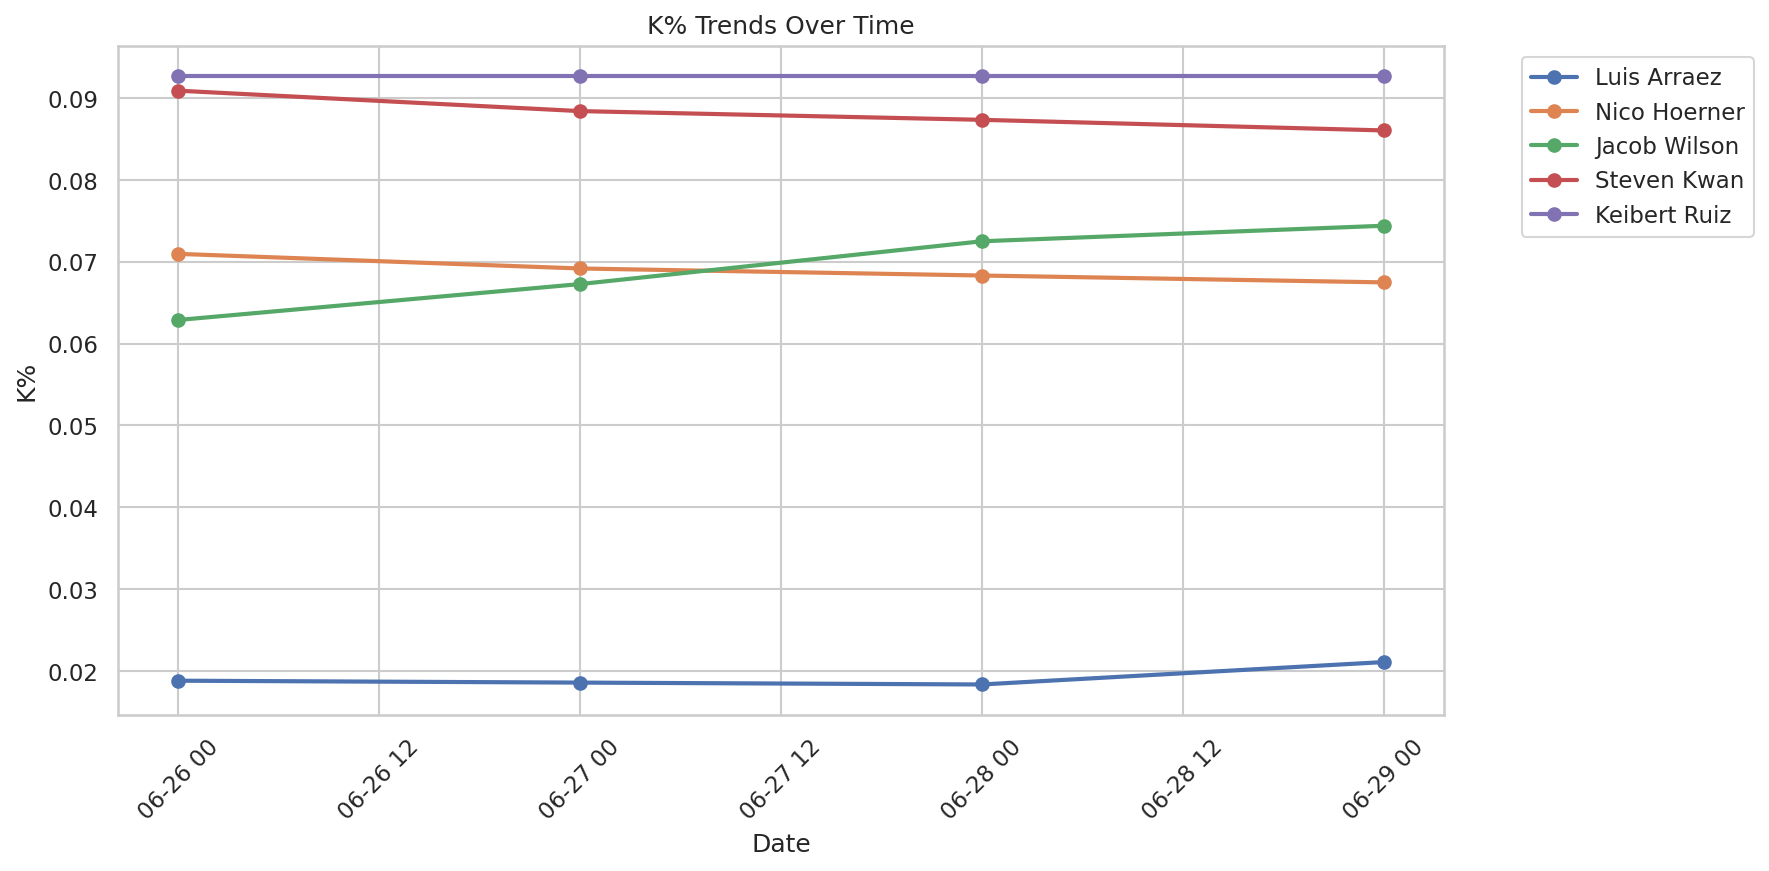 K% Trends Over Time
K%
0.09
0.08
0.07
0.06
0.05
0.04
0.03
0.02
06-26 00
06-26 12
06-27 00
06-27 12
06-28 00
06-28 12
06-29 00
Date
Luis Arraez
Nico Hoerner
Jacob Wilson
Steven Kwan
Keibert Ruiz